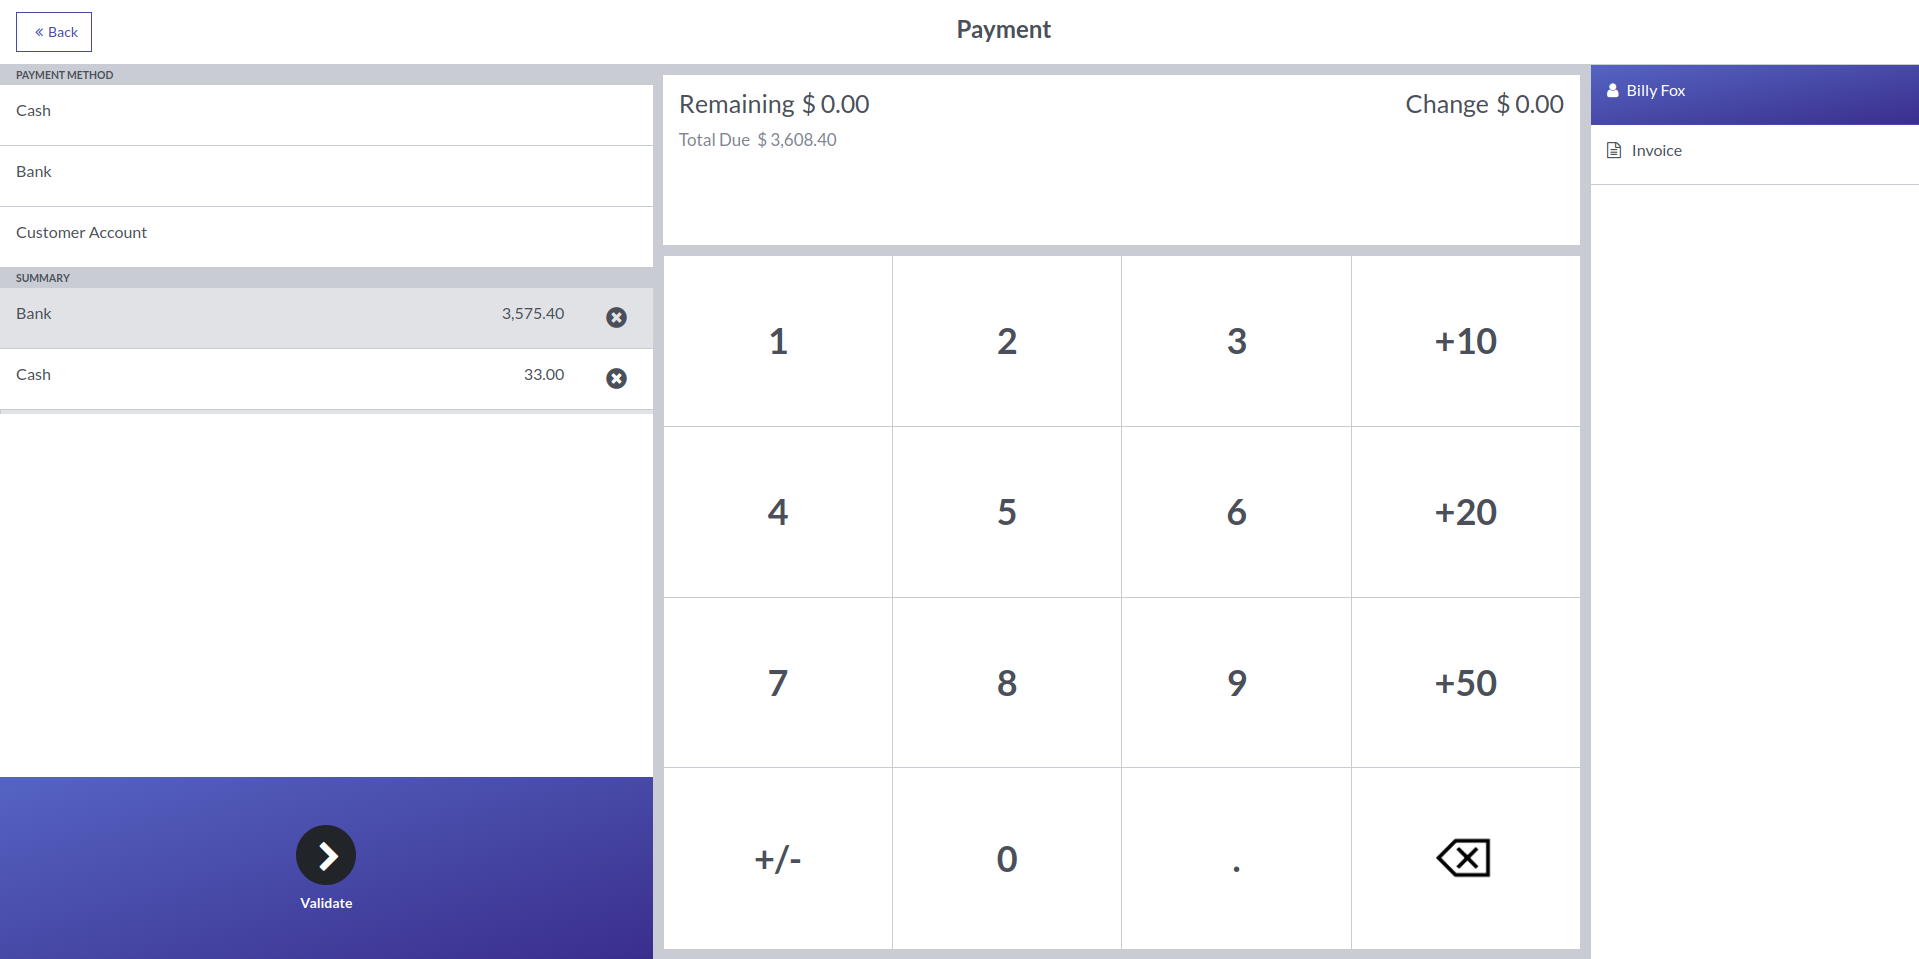 « Back
Payment
PAYMENT METHOD
Cash
Bank
Customer Account
SUMMARY
Bank 3,575.40
Cash 33.00
Validate
Remaining $ 0.00 Change $ 0.00
Total Due $ 3,608.40
1 2 3 +10
4 5 6 +20
7 8 9 +50
+/- 0 .
Billy Fox
Invoice